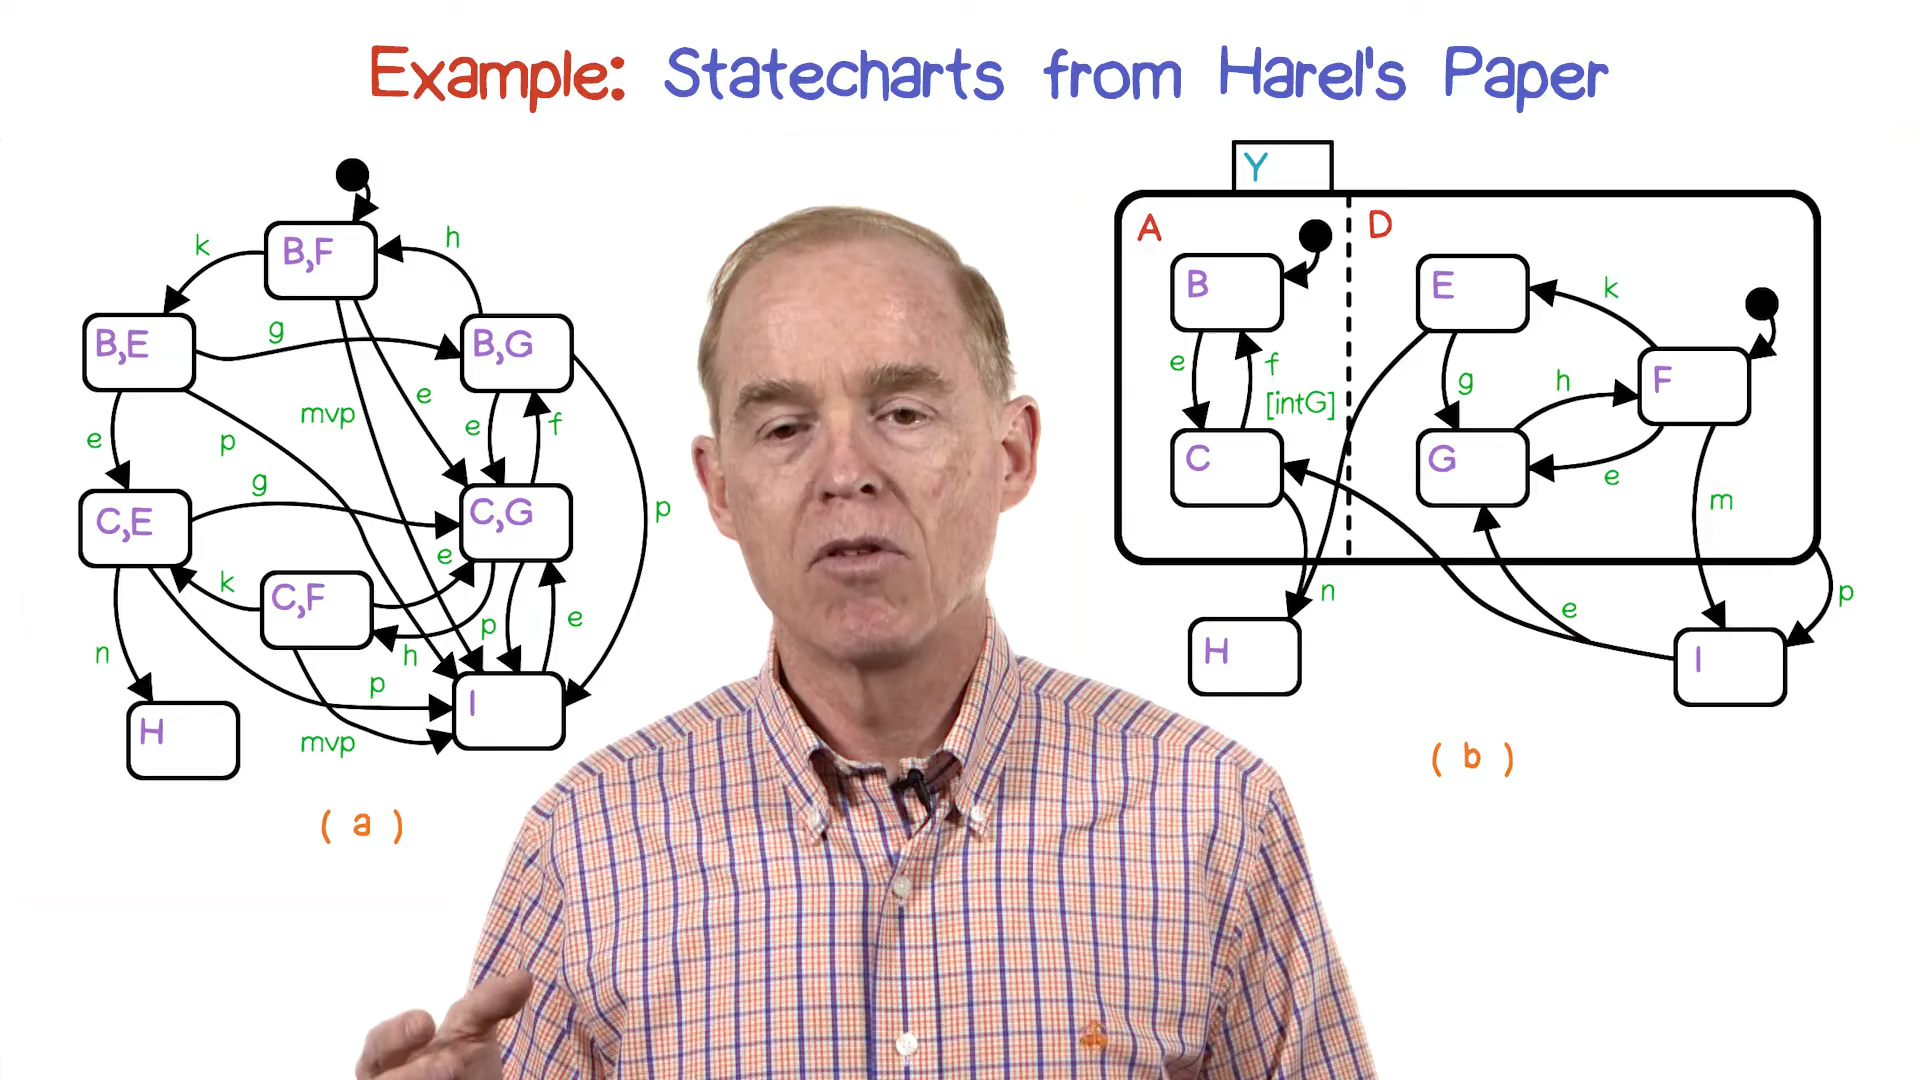 Example: Statecharts from Harel's Paper
B,F
k
h
B,E
g
B,G
mvp
e
e
f
e
p
p
g
C,E
C,G
e
k
C,F
p
e
h
n
p
I
H
mvp
( a )
Y
A
D
B
E
k
e
f
g
h
F
[intG]
C
G
e
m
n
e
p
H
I
( b )